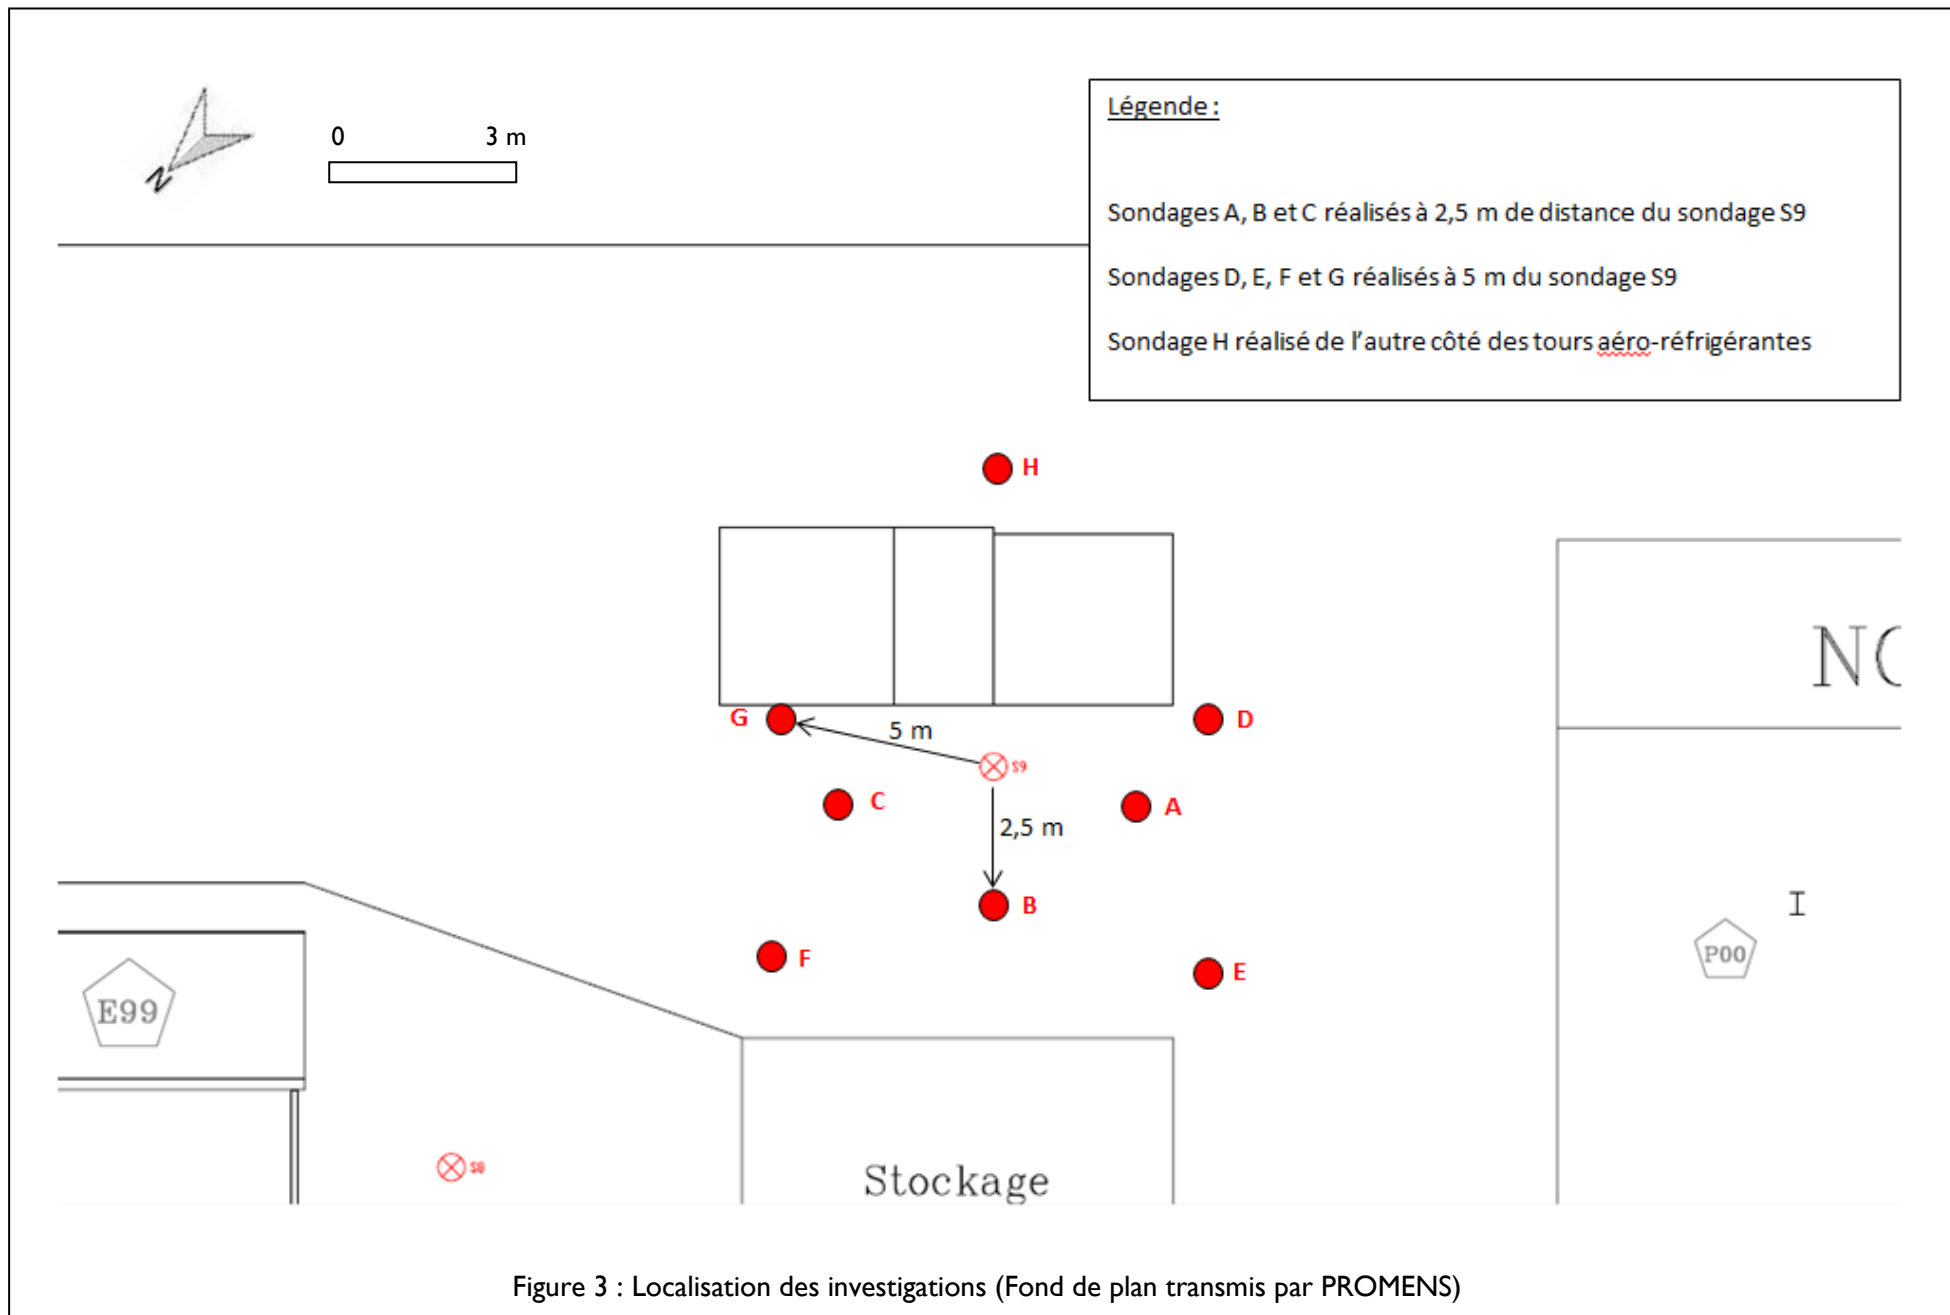 N
0 3 m
Légende :
Sondages A, B et C réalisés à 2,5 m de distance du sondage S9
Sondages D, E, F et G réalisés à 5 m du sondage S9
Sondage H réalisé de l'autre côté des tours aéro-réfrigérantes
H
NC
G
5 m
D
S9
C
A
2,5 m
B
I
F
P00
E
E99
S8
Stockage
Figure 3 : Localisation des investigations (Fond de plan transmis par PROMENS)